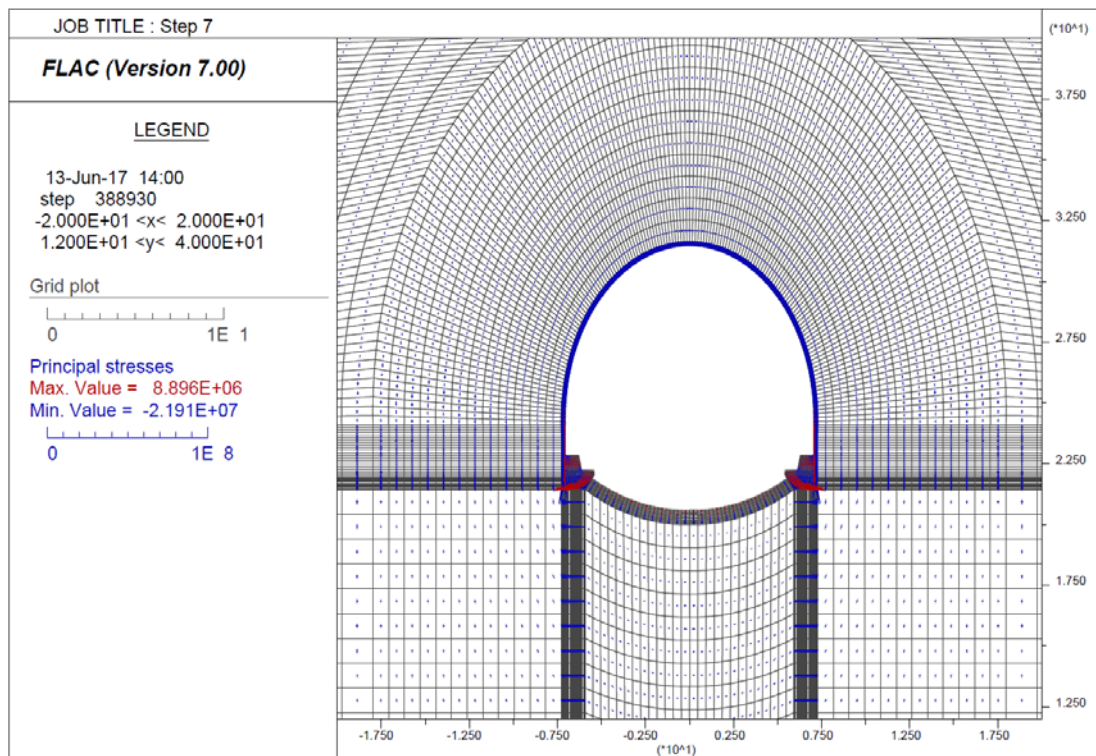 JOB TITLE : Step 7
(*10^1)
FLAC (Version 7.00)
LEGEND
13-Jun-17 14:00
step 388930
-2.000E+01 <x< 2.000E+01
1.200E+01 <y< 4.000E+01
Grid plot
0 1E 1
Principal stresses
Max. Value = 8.896E+06
Min. Value = -2.191E+07
0 1E 8
3.750
3.250
2.750
2.250
1.750
1.250
-1.750 -1.250 -0.750 -0.250 0.250 0.750 1.250 1.750
(*10^1)